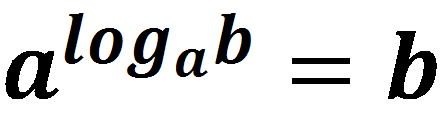 a^{log_a b} = b